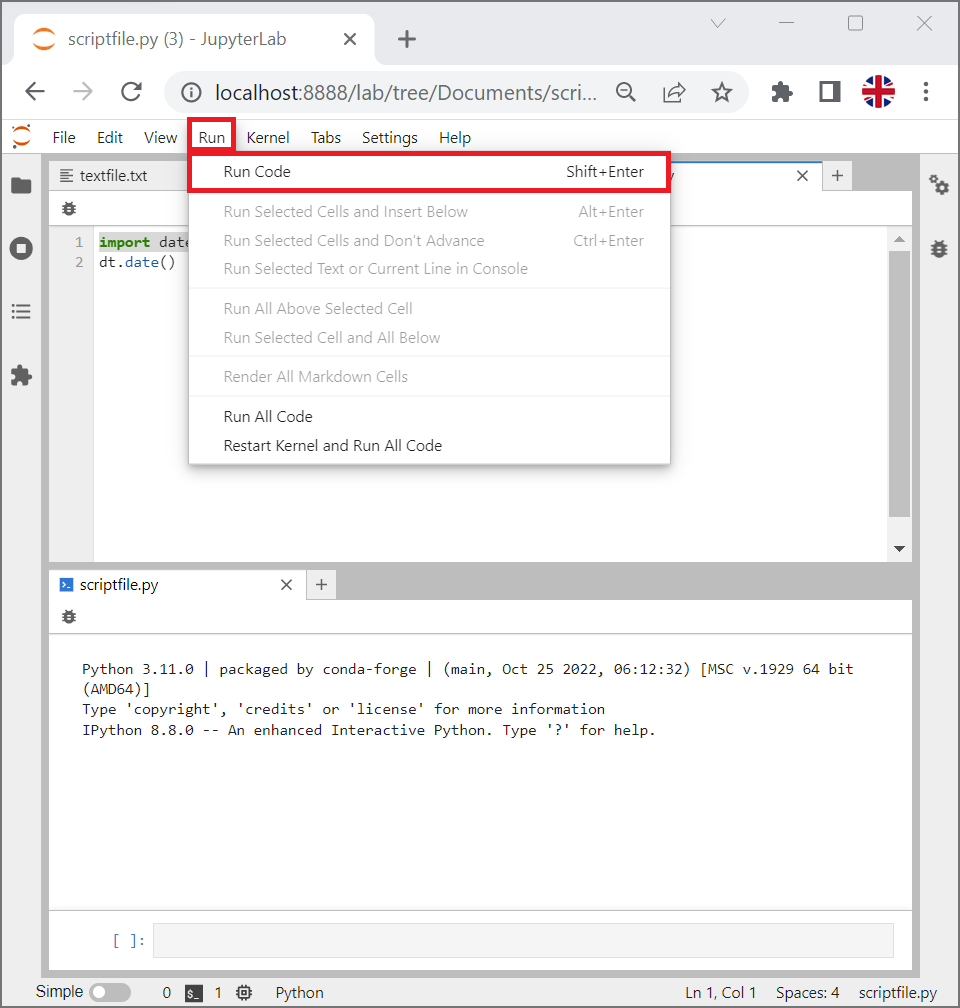 scriptfile.py (3) - JupyterLab
localhost:8888/lab/tree/Documents/scri...
File Edit View Run Kernel Tabs Settings Help
textfile.txt
Run Code Shift+Enter
Run Selected Cells and Insert Below Alt+Enter
Run Selected Cells and Don't Advance Ctrl+Enter
Run Selected Text or Current Line in Console
Run All Above Selected Cell
Run Selected Cell and All Below
Render All Markdown Cells
Run All Code
Restart Kernel and Run All Code
1 import date
2 dt.date()
scriptfile.py
Python 3.11.0 | packaged by conda-forge | (main, Oct 25 2022, 06:12:32) [MSC v.1929 64 bit
(AMD64)]
Type 'copyright', 'credits' or 'license' for more information
IPython 8.8.0 -- An enhanced Interactive Python. Type '?' for help.
[ ]:
Simple 0 $_ 1 Python Ln 1, Col 1 Spaces: 4 scriptfile.py